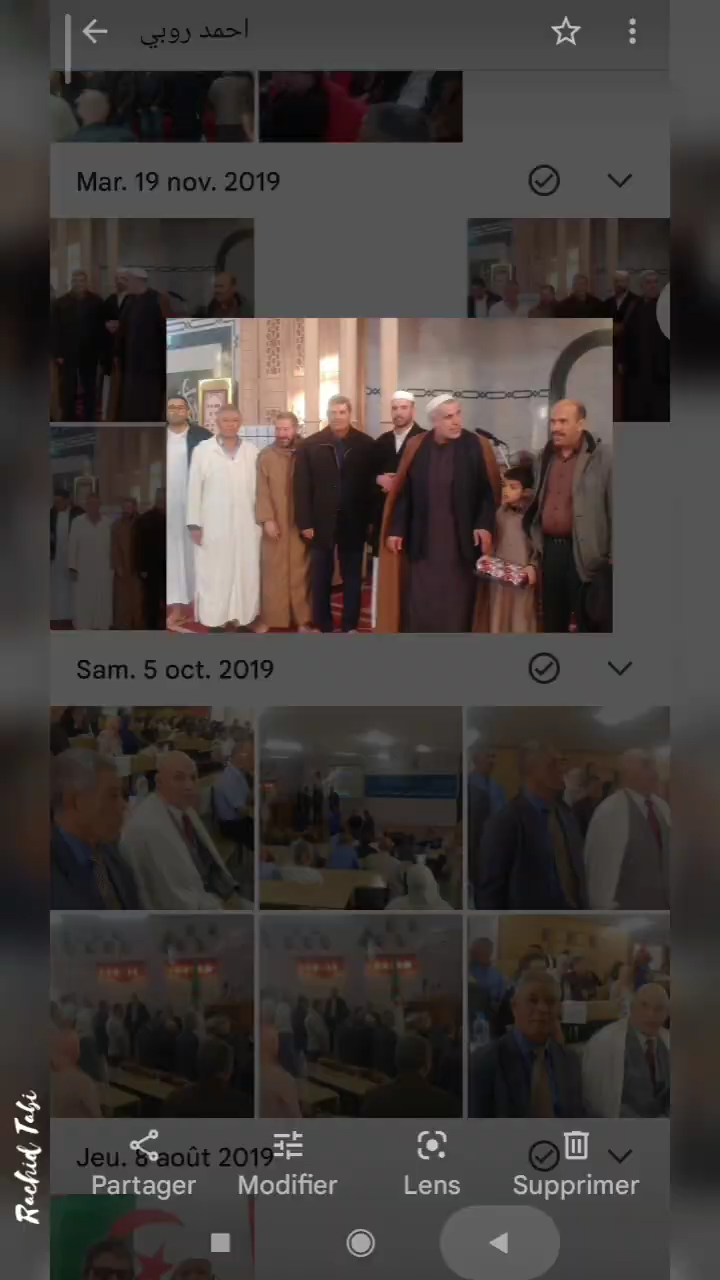 احمد روبي
Mar. 19 nov. 2019
Sam. 5 oct. 2019
Jeu. 8 août 2019
Partager
Modifier
Lens
Supprimer
Rachid Tabi